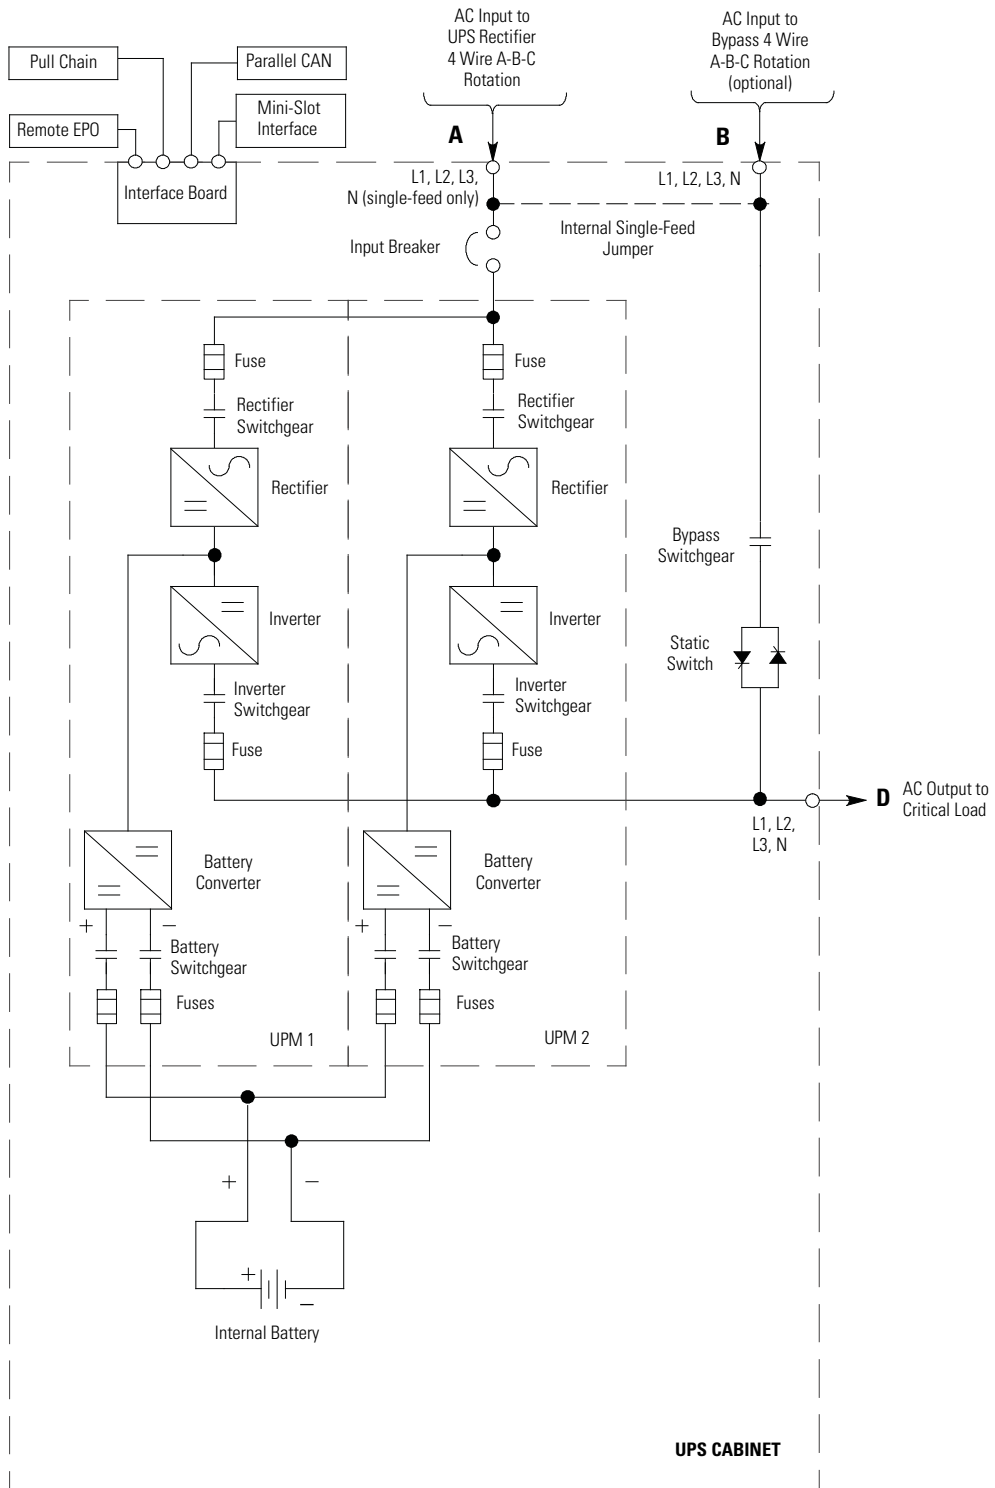 AC Input to
UPS Rectifier
4 Wire A-B-C
Rotation
AC Input to
Bypass 4 Wire
A-B-C Rotation
(optional)
Pull Chain
Parallel CAN
Remote EPO
Mini-Slot
Interface
Interface Board
A
B
L1, L2, L3,
N (single-feed only)
L1, L2, L3, N
Internal Single-Feed
Jumper
Input Breaker
Fuse
Fuse
Rectifier
Switchgear
Rectifier
Switchgear
Rectifier
Rectifier
Bypass
Switchgear
Inverter
Inverter
Static
Switch
Inverter
Switchgear
Inverter
Switchgear
Fuse
Fuse
D
AC Output to
Critical Load
L1, L2,
L3, N
Battery
Converter
Battery
Converter
+
–
+
–
Battery
Switchgear
Battery
Switchgear
Fuses
Fuses
UPM 1
UPM 2
+
–
+
–
Internal Battery
UPS CABINET